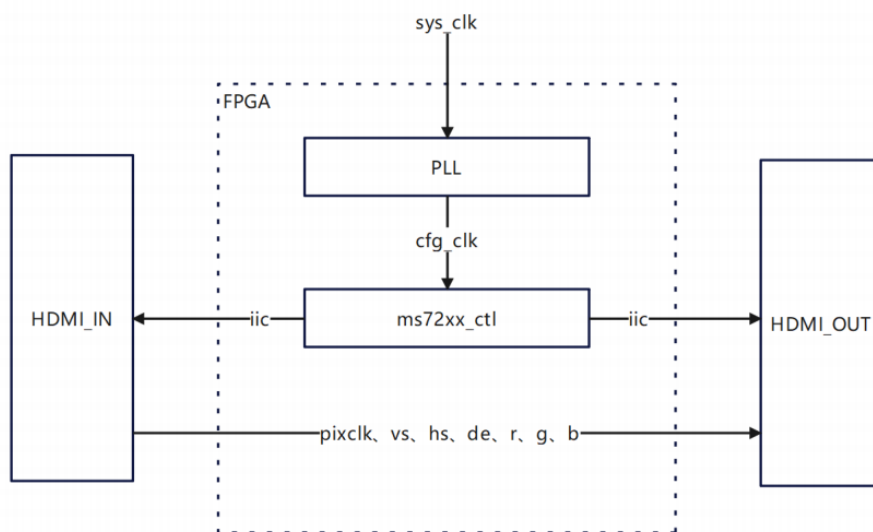 sys_clk
FPGA
PLL
cfg_clk
HDMI_IN
iic
ms72xx_ctl
iic
HDMI_OUT
pixclk、vs、hs、de、r、g、b